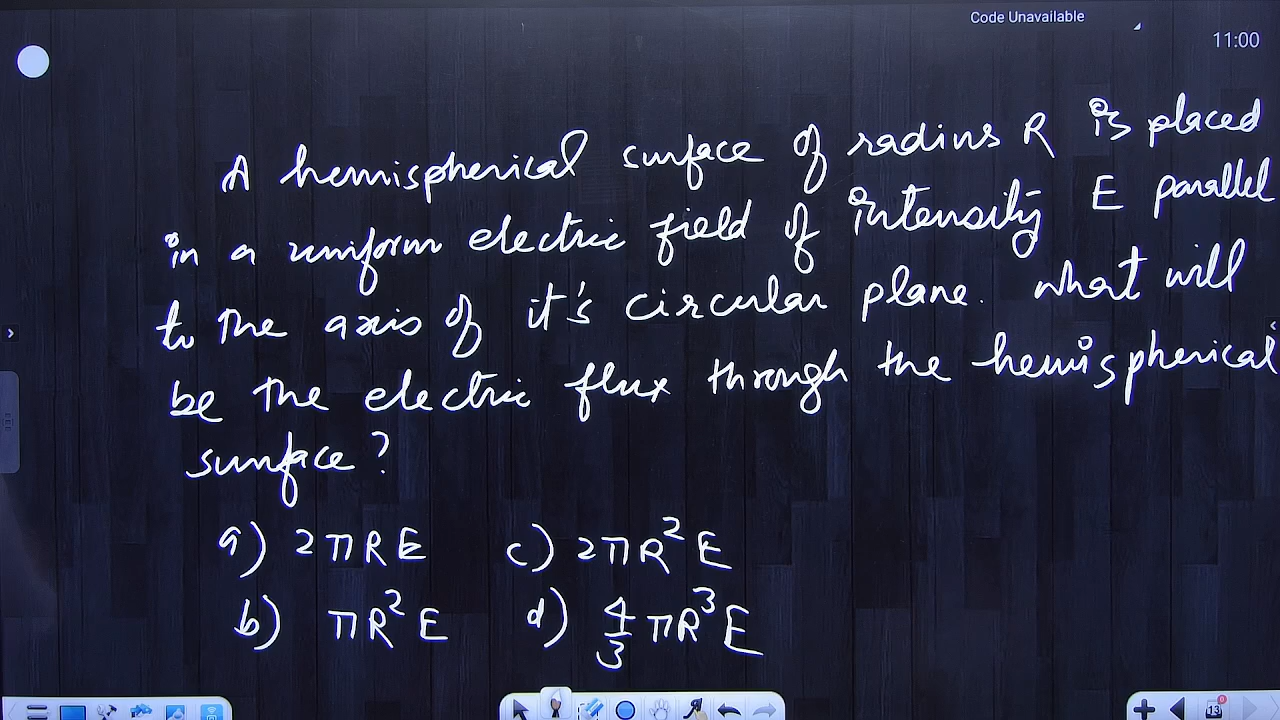 Code Unavailable
11:00
A hemispherical surface of radius R is placed
in a uniform electric field of intensity E parallel
to the axis of it's circular plane. what will
be the electric flux through the hemispherical
surface?
a) 2πRE c) 2πR²E
b) πR²E d) 4/3 πR³E
13